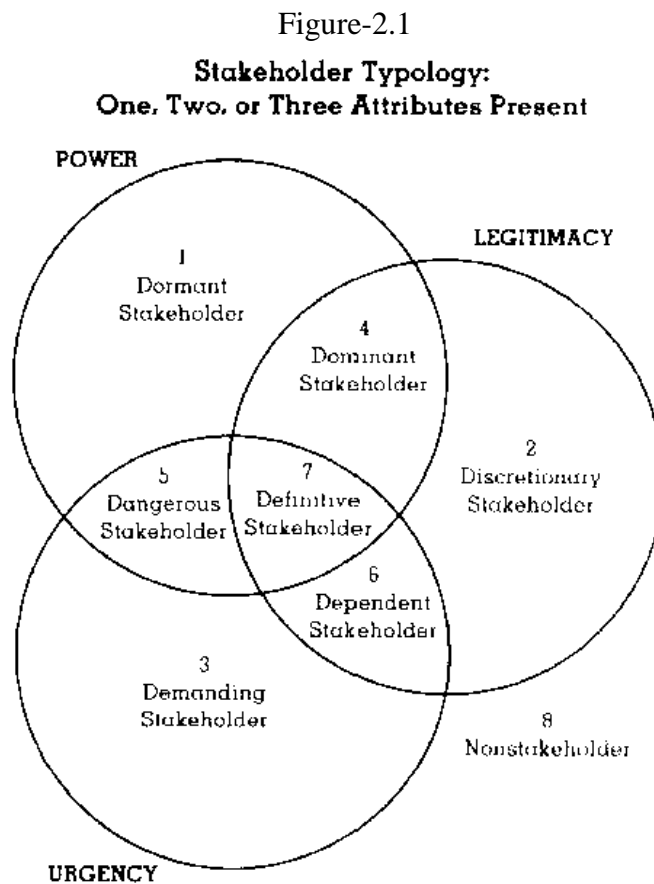 Figure-2.1
Stakeholder Typology:
One, Two, or Three Attributes Present
POWER
LEGITIMACY
1
Dormant
Stakeholder
4
Dominant
Stakeholder
2
Discretionary
Stakeholder
5
Dangerous
Stakeholder
7
Definitive
Stakeholder
6
Dependent
Stakeholder
3
Demanding
Stakeholder
8
Nonstakeholder
URGENCY